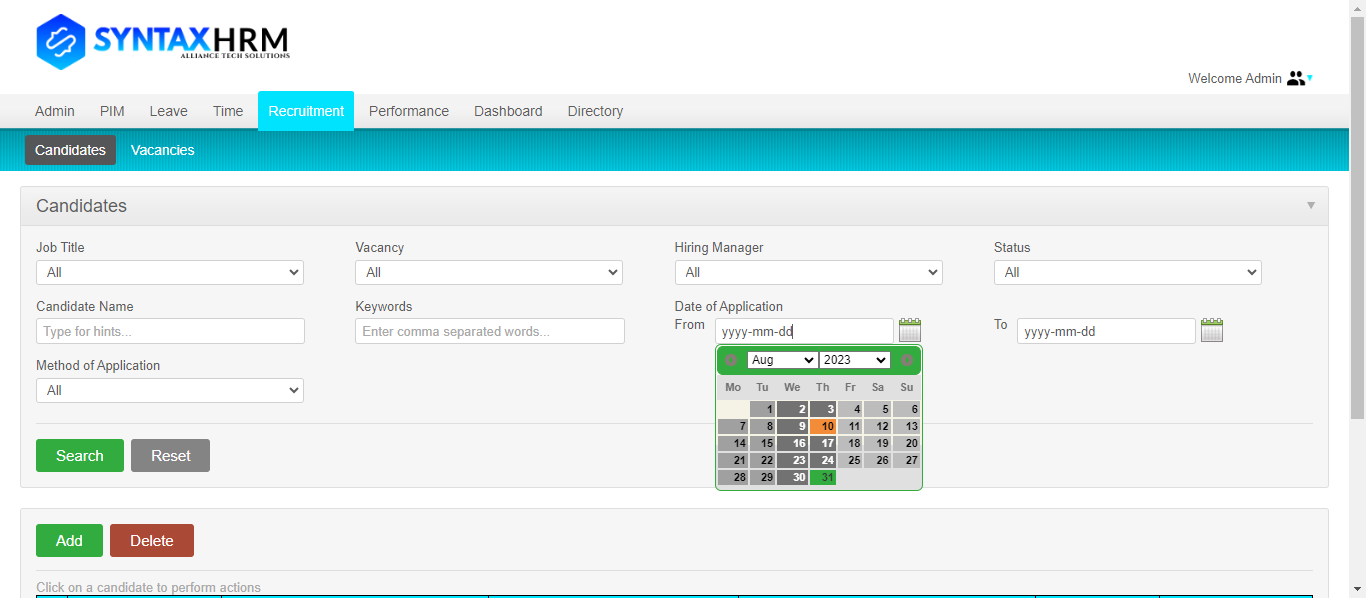 SYNTAXHRM
ALLIANCE TECH SOLUTIONS
Welcome Admin
Admin PIM Leave Time Recruitment Performance Dashboard Directory
Candidates Vacancies
Candidates
Job Title Vacancy Hiring Manager Status
All All All All
Candidate Name Keywords Date of Application
Type for hints... Enter comma separated words... From yyyy-mm-dd To yyyy-mm-dd
Method of Application
All
Aug 2023
Mo Tu We Th Fr Sa Su
1 2 3 4 5 6
7 8 9 10 11 12 13
14 15 16 17 18 19 20
21 22 23 24 25 26 27
28 29 30 31
Search Reset
Add Delete
Click on a candidate to perform actions